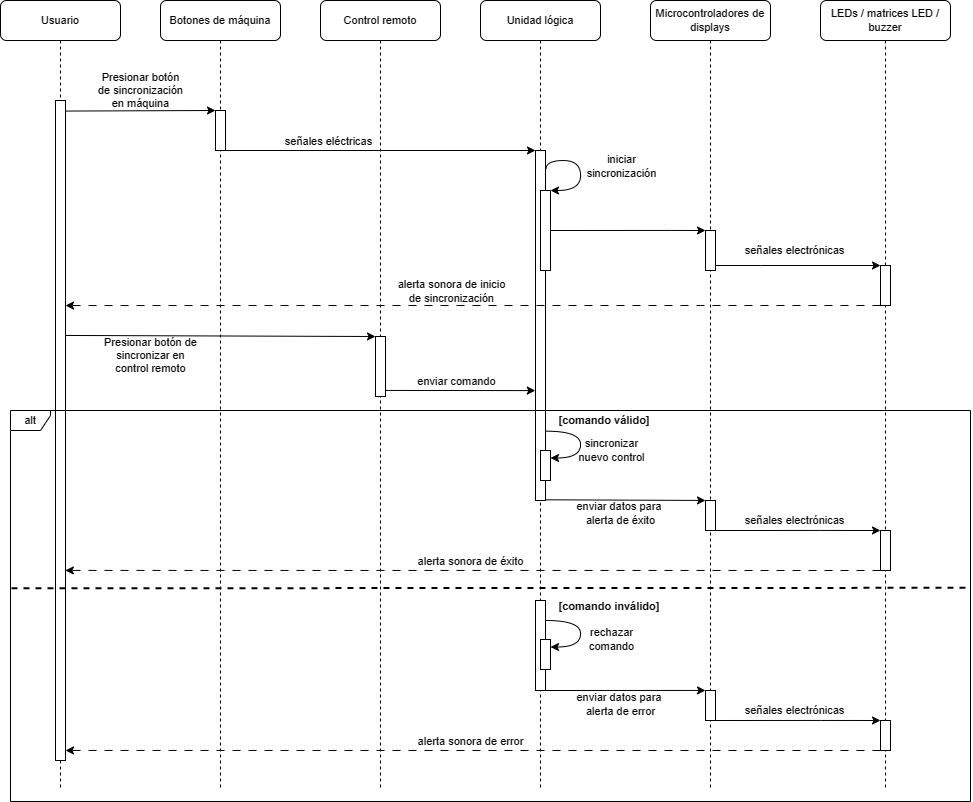 Usuario
Botones de máquina
Control remoto
Unidad lógica
Microcontroladores de
displays
LEDs / matrices LED /
buzzer
Presionar botón
de sincronización
en máquina
señales eléctricas
iniciar
sincronización
señales electrónicas
alerta sonora de inicio
de sincronización
Presionar botón de
sincronizar en
control remoto
enviar comando
alt
[comando válido]
sincronizar
nuevo control
enviar datos para
alerta de éxito
señales electrónicas
alerta sonora de éxito
[comando inválido]
rechazar
comando
enviar datos para
alerta de error
señales electrónicas
alerta sonora de error